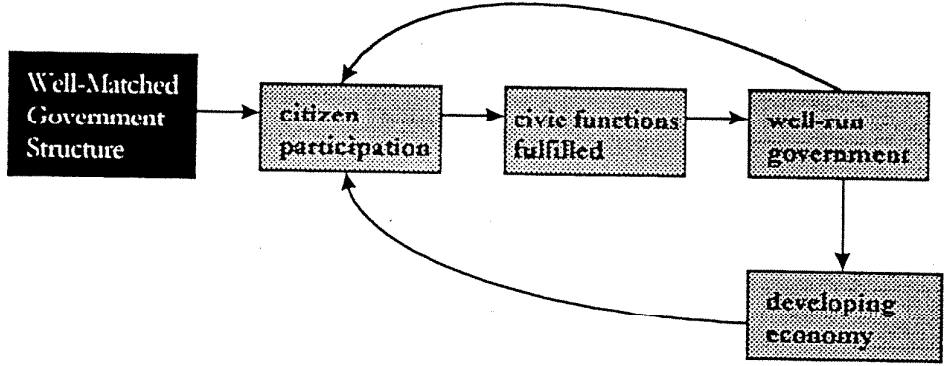 Well-Matched
Government
Structure
citizen
participation
civic functions
fulfilled
well-run
government
developing
economy